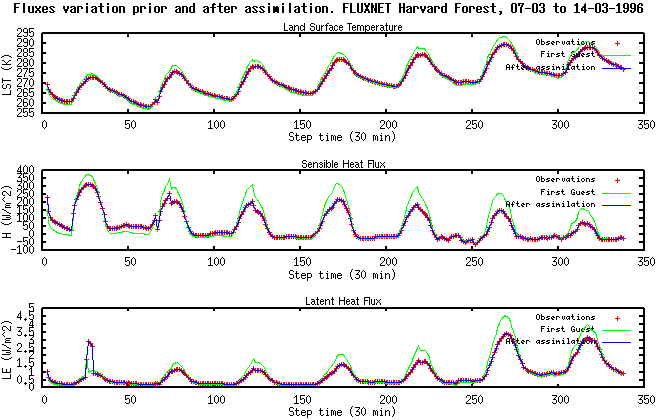 Fluxes variation prior and after assimilation. FLUXNET Harvard Forest, 07-03 to 14-03-1996
Land Surface Temperature
LST (K)
295
290
285
280
275
270
265
260
255
Observations
First Guest
After assimilation
0 50 100 150 200 250 300 350
Step time (30 min)
Sensible Heat Flux
H (W/m^2)
400
350
300
250
200
150
100
50
0
-50
-100
Observations
First Guest
After assimilation
0 50 100 150 200 250 300 350
Step time (30 min)
Latent Heat Flux
LE (W/m^2)
4.5
4
3.5
3
2.5
2
1.5
1
0.5
0
Observations
First Guest
After assimilation
0 50 100 150 200 250 300 350
Step time (30 min)